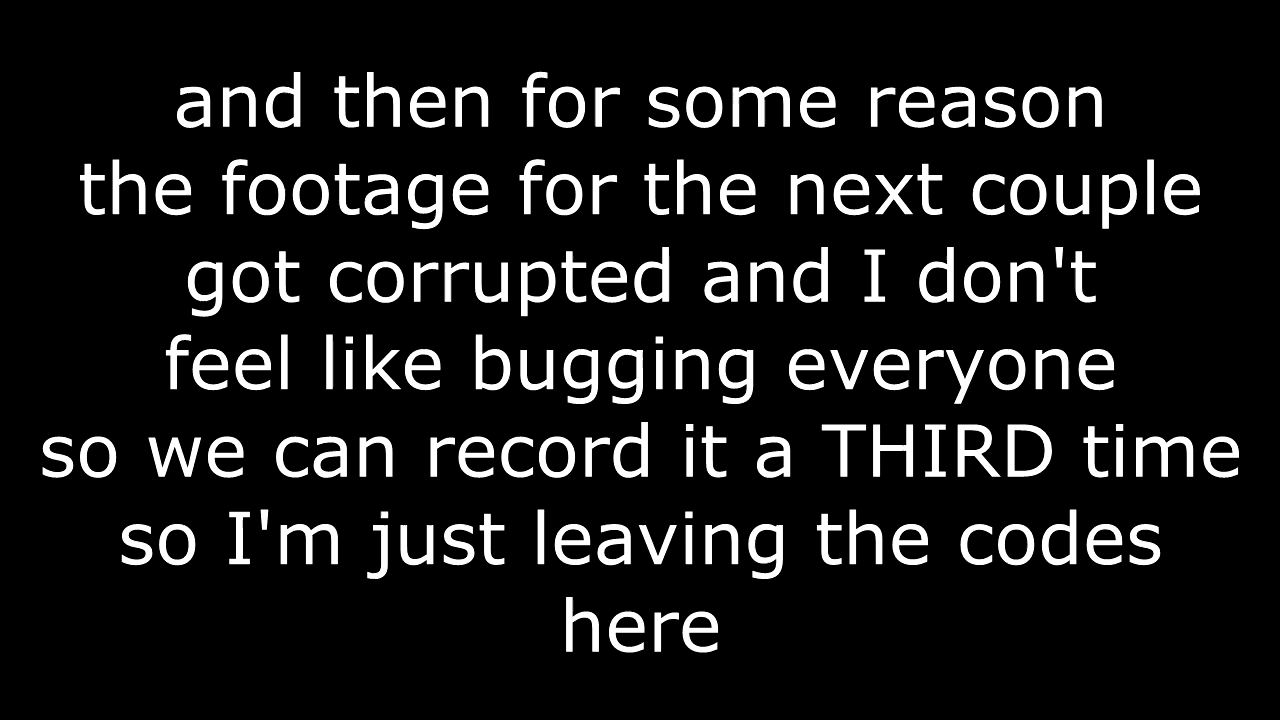 and then for some reason
the footage for the next couple
got corrupted and I don't
feel like bugging everyone
so we can record it a THIRD time
so I'm just leaving the codes
here